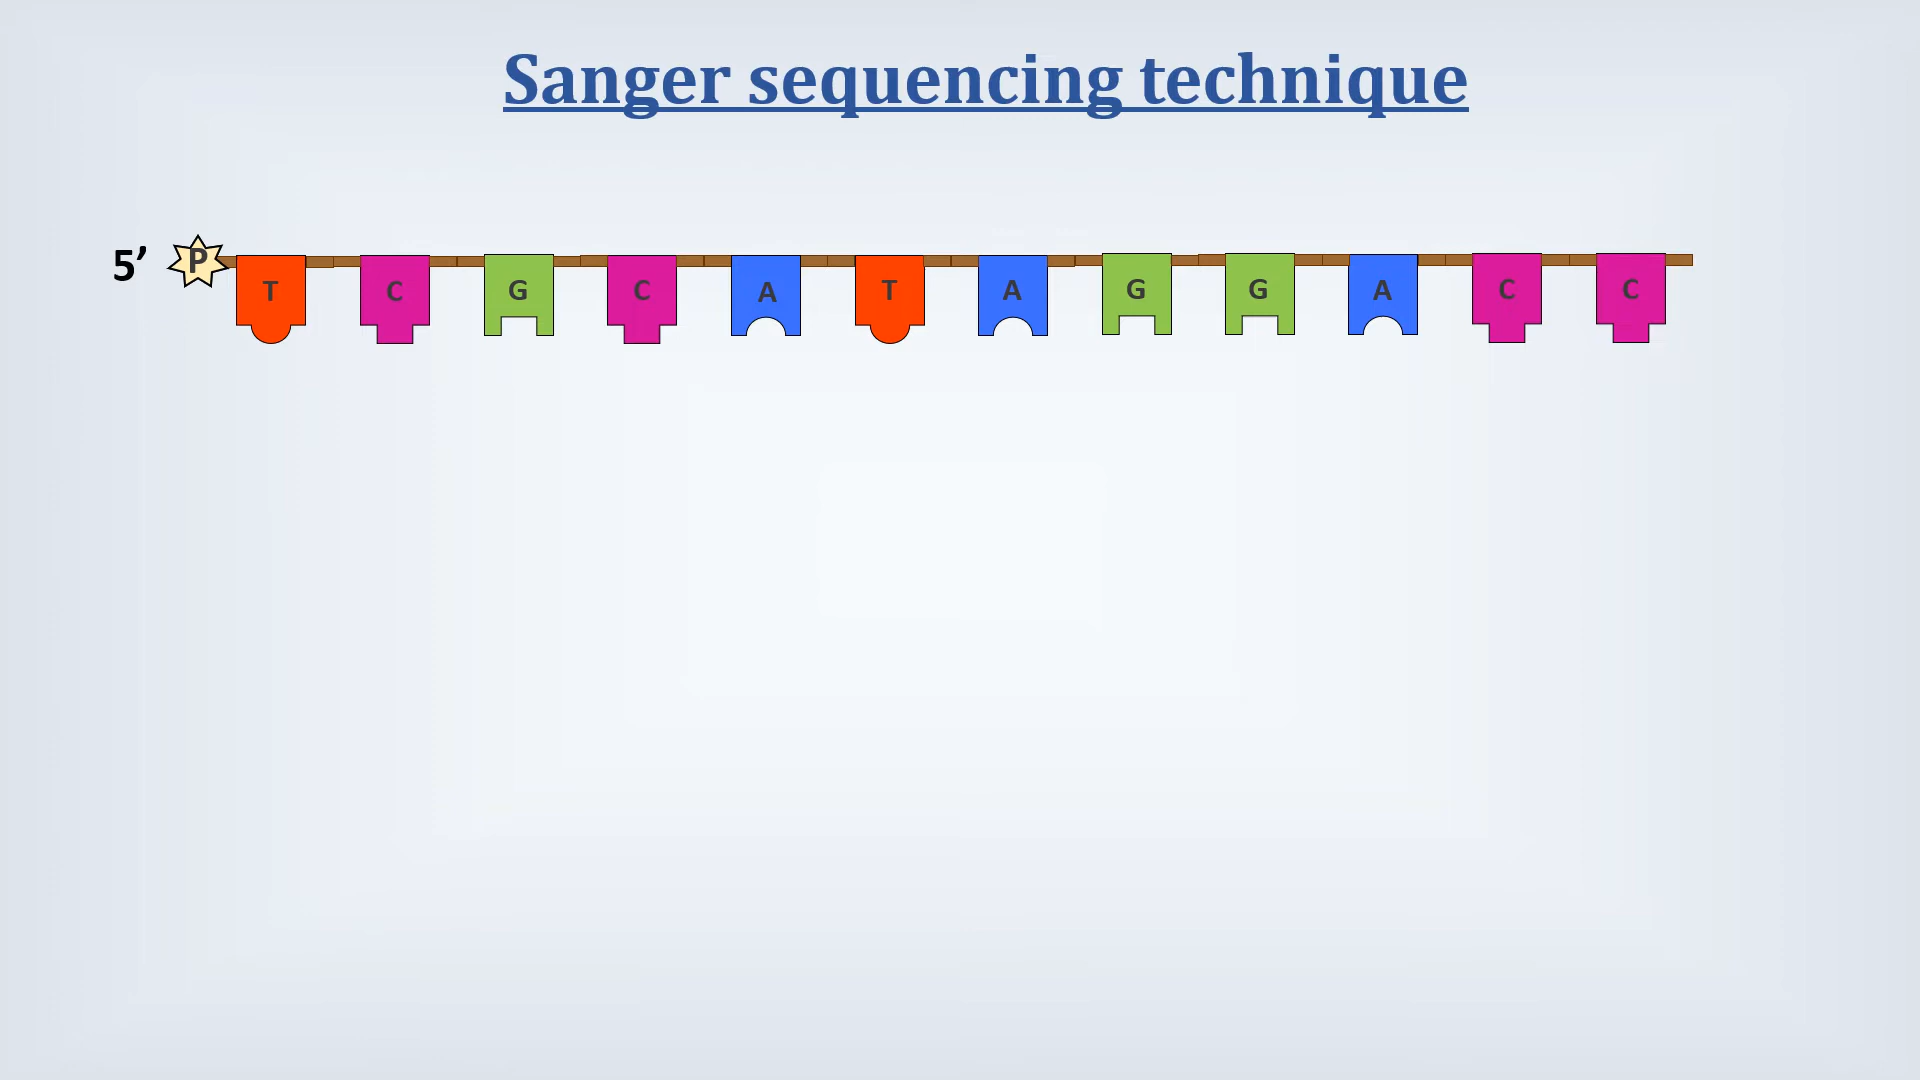 Sanger sequencing technique
5’ P T C G C A T A G G A C C